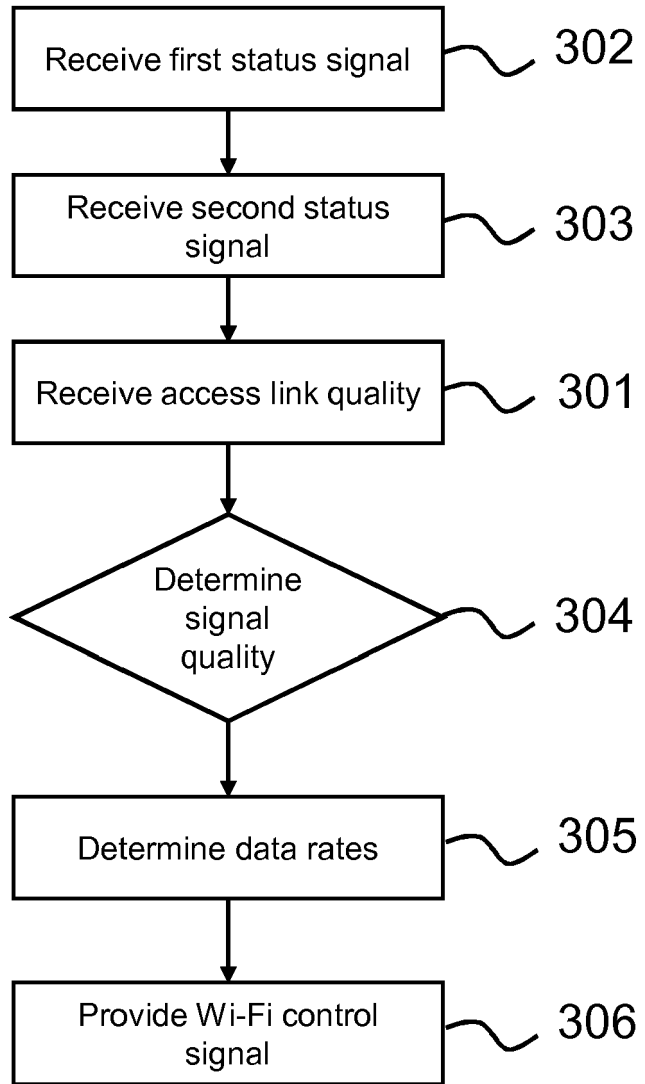 Receive first status signal
302
Receive second status
signal
303
Receive access link quality
301
Determine
signal
quality
304
Determine data rates
305
Provide Wi-Fi control
signal
306